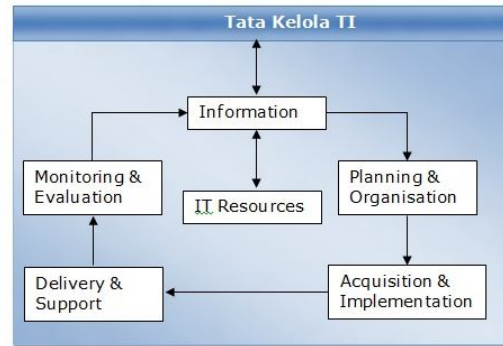 Tata Kelola TI
Information
Monitoring &
Evaluation
Planning &
Organisation
IT Resources
Delivery &
Support
Acquisition &
Implementation